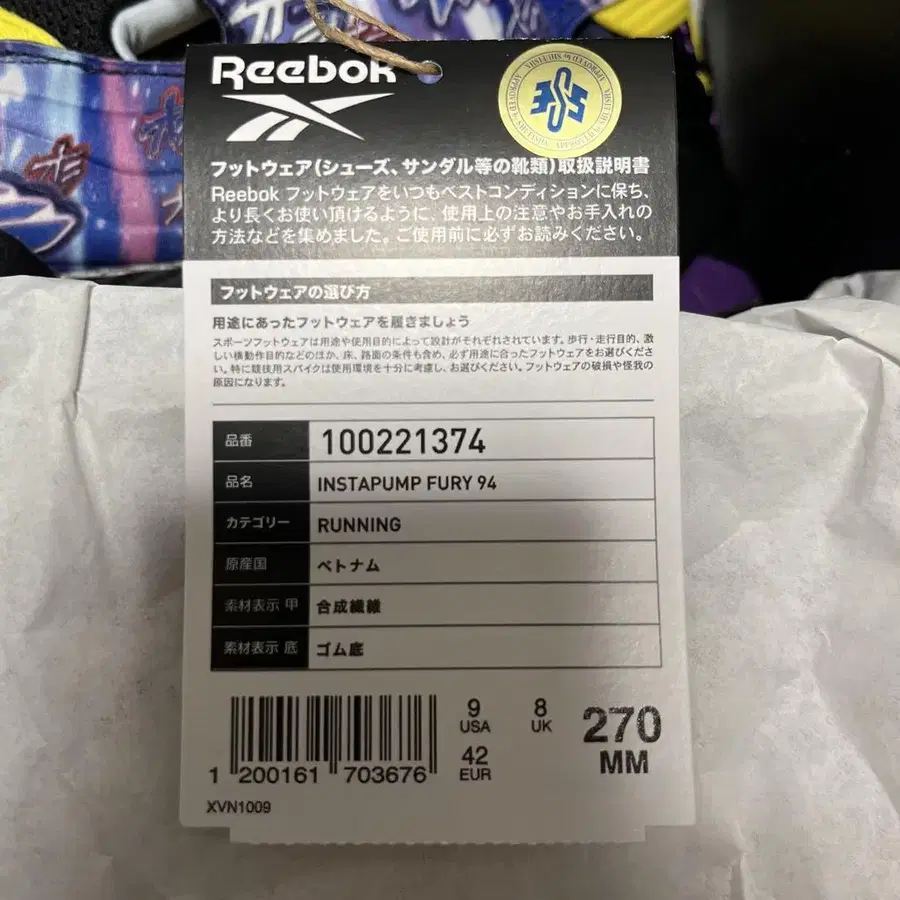 Reebok
APPROVED by SHI FUSHA
フットウェア(シューズ、サンダル等の靴類)取扱説明書
Reebok フットウェアをいつもベストコンディションに保ち、
より長くお使い頂けるように、使用上の注意やお手入れの
方法などを集めました。ご使用前に必ずお読みください。
フットウェアの選び方
用途にあったフットウェアを履きましょう
スポーツフットウェアは用途や使用目的によって設計がそれぞれされています。歩行・走行目的、激
しい横動作目的などのほか、床、路面の条件も含め、必ず用途に合ったフットウェアをお選びくださ
い。特に競技用スパイクは使用環境を十分に考慮し、お選びください。フットウェアの破損や怪我の
原因になります。
品番 100221374
品名 INSTAPUMP FURY 94
カテゴリー RUNNING
原産国 ベトナム
素材表示 甲 合成繊維
素材表示 底 ゴム底
9 USA 8 UK 270 MM
42 EUR
1 200161 703676
XVN1009